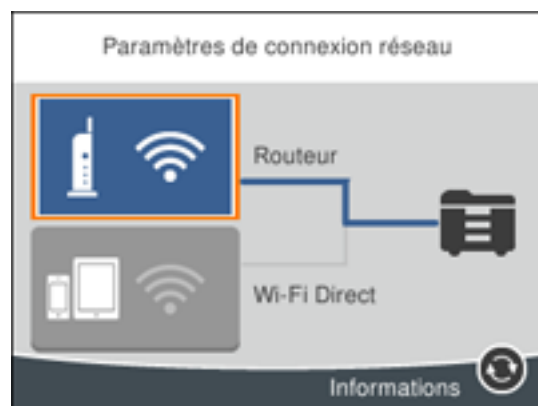 Paramètres de connexion réseau
Routeur
Wi-Fi Direct
Informations